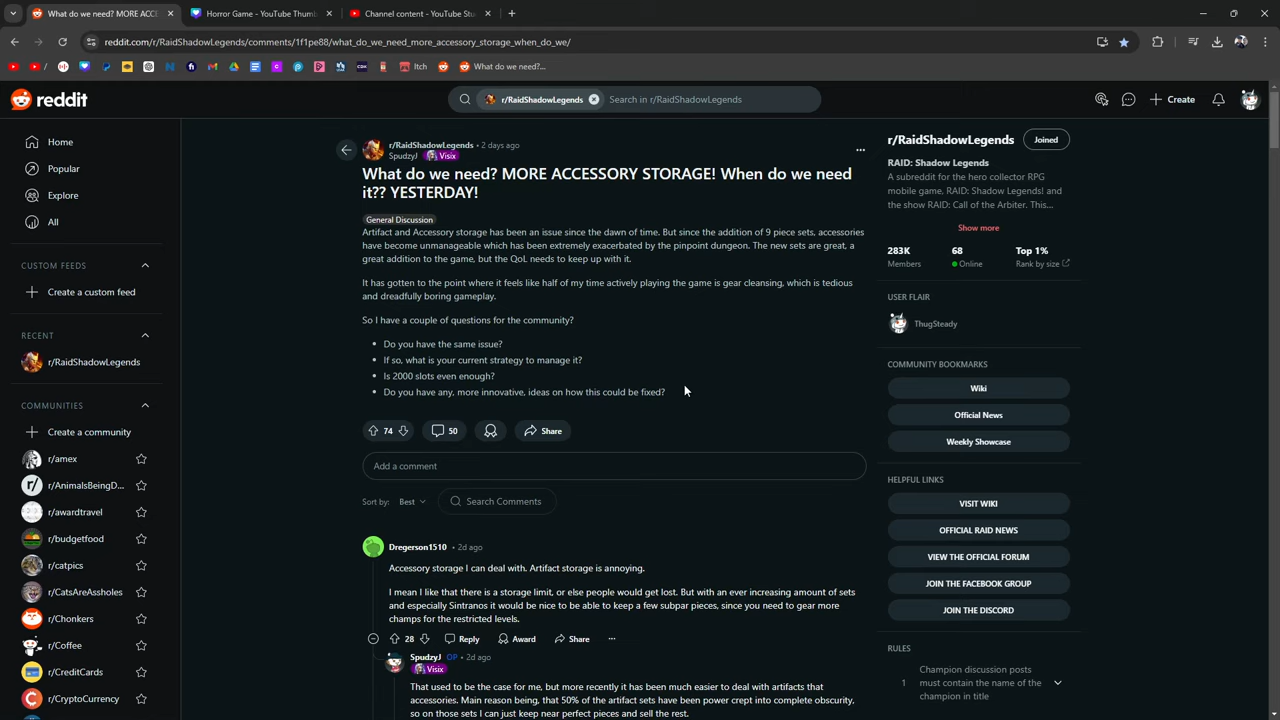 What do we need? MORE ACCE
Horror Game - YouTube Thumb
Channel content - YouTube Stu
reddit.com/r/RaidShadowLegends/comments/1f1pe88/what_do_we_need_more_accessory_storage_when_do_we/
Itch
What do we need?...
reddit
r/RaidShadowLegends
Search in r/RaidShadowLegends
Create
Home
Popular
Explore
All
CUSTOM FEEDS
Create a custom feed
RECENT
r/RaidShadowLegends
COMMUNITIES
Create a community
r/amex
r/AnimalsBeingD...
r/awardtravel
r/budgetfood
r/catpics
r/CatsAreAssholes
r/Chonkers
r/Coffee
r/CreditCards
r/CryptoCurrency
r/RaidShadowLegends • 2 days ago
SpudzyJ Visix
What do we need? MORE ACCESSORY STORAGE! When do we need
it?? YESTERDAY!
General Discussion
Artifact and Accessory storage has been an issue since the dawn of time. But since the addition of 9 piece sets, accessories
have become unmanageable which has been extremely exacerbated by the pinpoint dungeon. The new sets are great, a
great addition to the game, but the QoL needs to keep up with it.
It has gotten to the point where it feels like half of my time actively playing the game is gear cleansing, which is tedious
and dreadfully boring gameplay.
So I have a couple of questions for the community?
• Do you have the same issue?
• If so, what is your current strategy to manage it?
• Is 2000 slots even enough?
• Do you have any, more innovative, ideas on how this could be fixed?
74 50 Share
Add a comment
Sort by: Best Search Comments
Dregerson1510 • 2d ago
Accessory storage I can deal with. Artifact storage is annoying.
I mean I like that there is a storage limit, or else people would get lost. But with an ever increasing amount of sets
and especially Sintranos it would be nice to be able to keep a few subpar pieces, since you need to gear more
champs for the restricted levels.
28 Reply Award Share
SpudzyJ OP • 2d ago
Visix
That used to be the case for me, but more recently it has been much easier to deal with artifacts that
accessories. Main reason being, that 50% of the artifact sets have been power crept into complete obscurity,
so on those sets I can just keep near perfect pieces and sell the rest.
r/RaidShadowLegends Joined
RAID: Shadow Legends
A subreddit for the hero collector RPG
mobile game, RAID: Shadow Legends! and
the show RAID: Call of the Arbiter. This...
Show more
283K 68 Top 1%
Members Online Rank by size
USER FLAIR
ThugSteady
COMMUNITY BOOKMARKS
Wiki
Official News
Weekly Showcase
HELPFUL LINKS
VISIT WIKI
OFFICIAL RAID NEWS
VIEW THE OFFICIAL FORUM
JOIN THE FACEBOOK GROUP
JOIN THE DISCORD
RULES
Champion discussion posts
1 must contain the name of the
champion in title